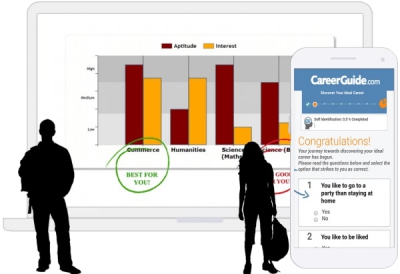 Aptitude Interest
High
Medium
Low
Commerce Humanities Science
(Math
BEST FOR
YOU!
GOO
YOU
CareerGuide.com
Discover Your Ideal Career
Self Identification: 3.3 % Completed
Congratulations!
Your journey towards discovering your ideal
career has begun.
Please read the questions below and select the
option that strikes to you as correct.
1 You like to go to a
party than staying at
home
Yes
No
2 You like to be liked
Yes